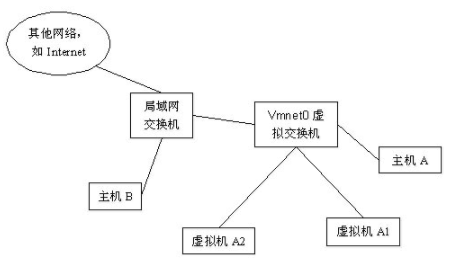 其他网络，
如 Internet
局域网
交换机
Vmnet0 虚
拟交换机
主机 A
主机 B
虚拟机 A2
虚拟机 A1